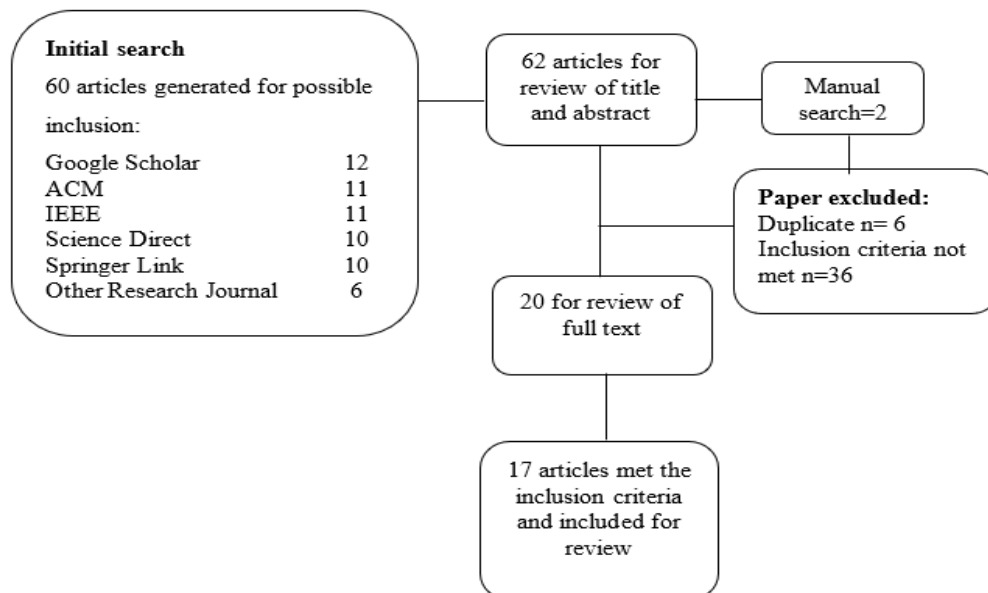 Initial search
60 articles generated for possible
inclusion:
Google Scholar 12
ACM 11
IEEE 11
Science Direct 10
Springer Link 10
Other Research Journal 6
62 articles for
review of title
and abstract
Manual
search=2
Paper excluded:
Duplicate n= 6
Inclusion criteria not
met n=36
20 for review of
full text
17 articles met the
inclusion criteria
and included for
review